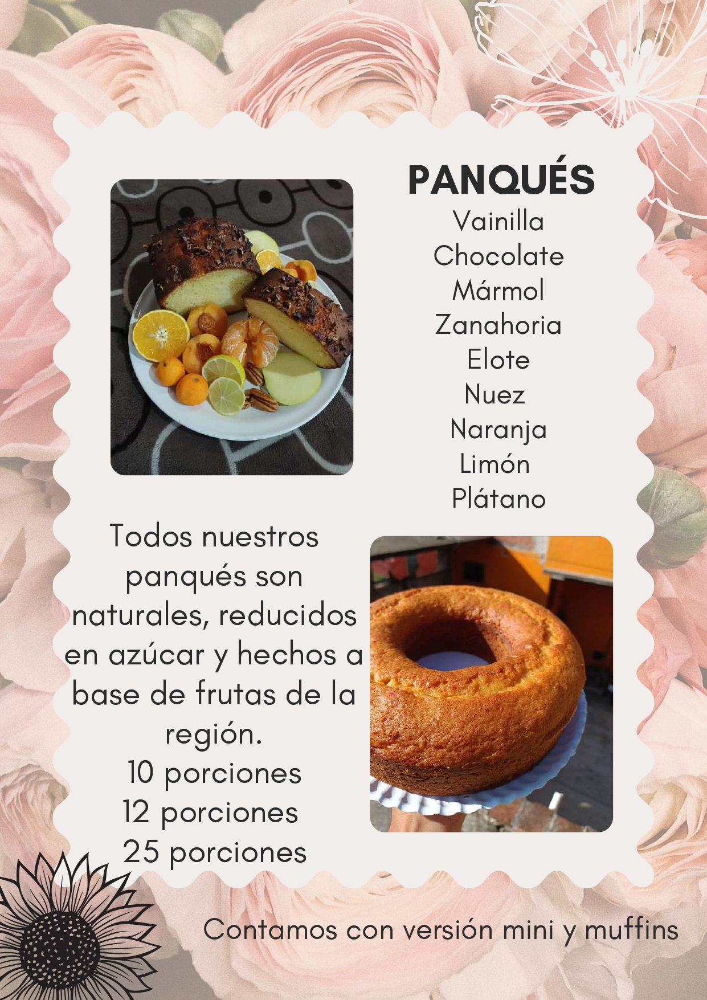 PANQUÉS
Vainilla
Chocolate
Mármol
Zanahoria
Elote
Nuez
Naranja
Limón
Plátano
Todos nuestros
panqués son
naturales, reducidos
en azúcar y hechos a
base de frutas de la
región.
10 porciones
12 porciones
25 porciones
Contamos con versión mini y muffins